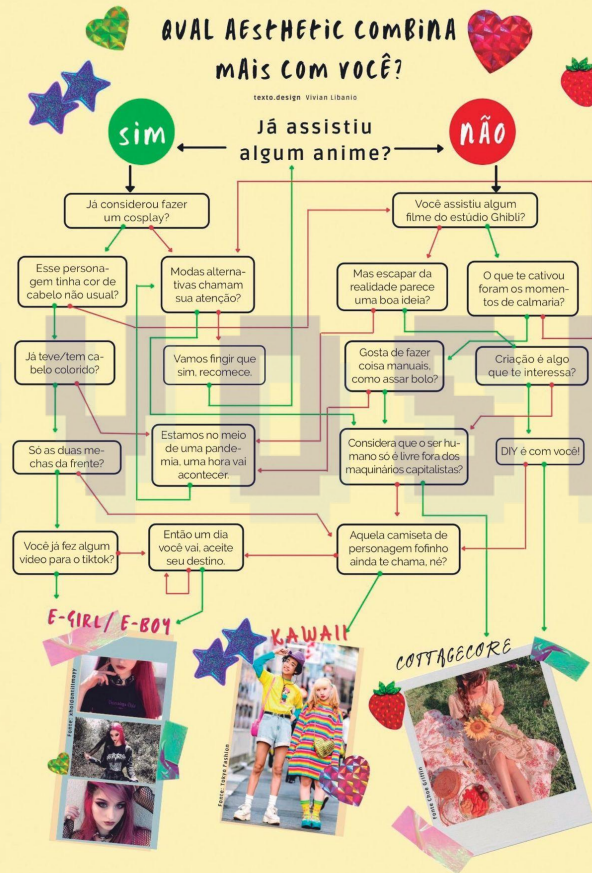 QUAL AESTHETIC COMBINA
MAIS COM VOCÊ?
texto.design Vivian Libanio
SIM
Já assistiu
algum anime?
NÃO
Já considerou fazer
um cosplay?
Você assistiu algum
filme do estúdio Ghibli?
Esse persona-
gem tinha cor de
cabelo não usual?
Modas alterna-
tivas chamam
sua atenção?
Mas escapar da
realidade parece
uma boa ideia?
O que te cativou
foram os momen-
tos de calmaria?
Já teve/tem ca-
belo colorido?
Vamos fingir que
sim, recomece.
Gosta de fazer
coisa manuais,
como assar bolo?
Criação é algo
que te interessa?
Só as duas me-
chas da frente?
Estamos no meio
de uma pande-
mia, uma hora vai
acontecer.
Considera que o ser hu-
mano só é livre fora dos
maquinários capitalistas?
DIY é com você!
Você já fez algum
video para o tiktok?
Então um dia
você vai, aceite
seu destino.
Aquela camiseta de
personagem fofinho
ainda te chama, né?
E-GIRL/ E-BOY
KAWAII
COTTAGECORE
Fonte: Tokyo Fashion